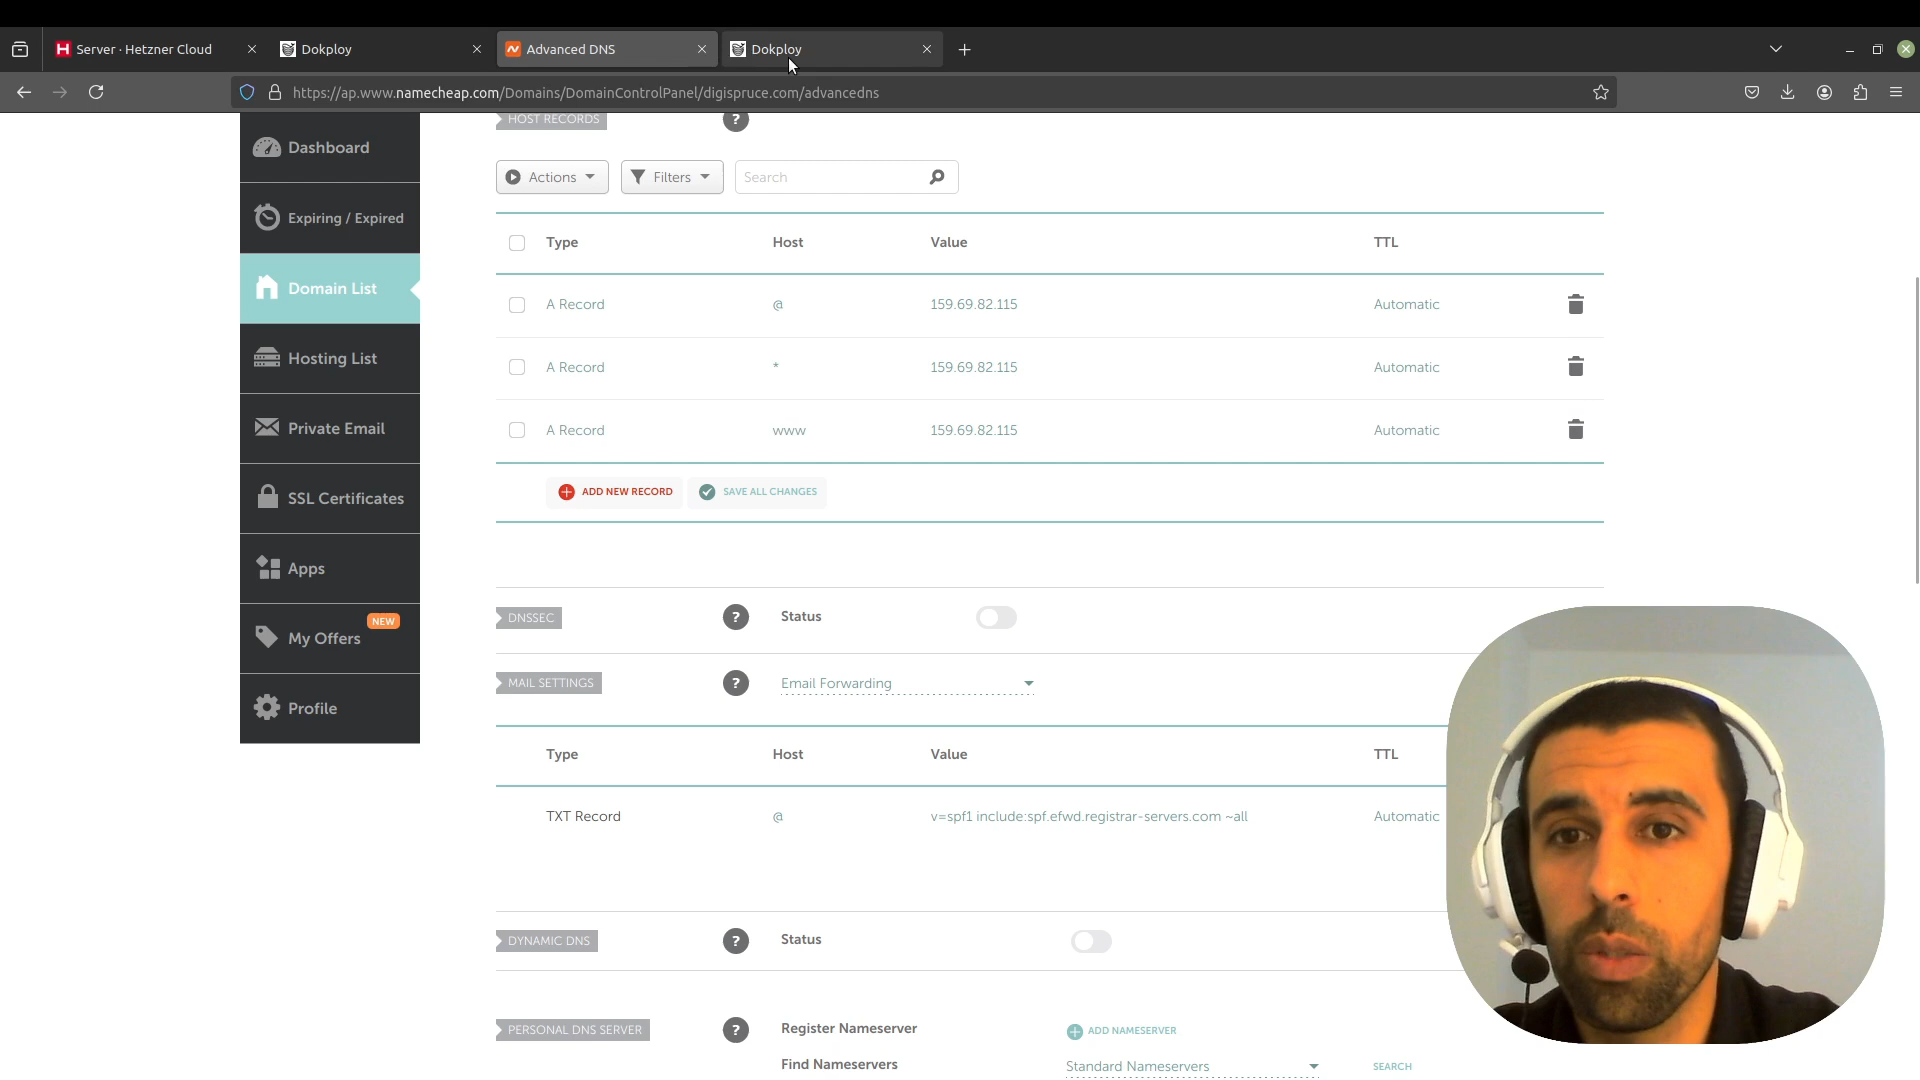 Server · Hetzner Cloud
Dokploy
Advanced DNS
Dokploy
https://ap.www.namecheap.com/Domains/DomainControlPanel/digispruce.com/advancedns
Dashboard
Expiring / Expired
Domain List
Hosting List
Private Email
SSL Certificates
Apps
NEW
My Offers
Profile
HOST RECORDS
?
Actions
Filters
Search
Type Host Value TTL
A Record @ 159.69.82.115 Automatic
A Record * 159.69.82.115 Automatic
A Record www 159.69.82.115 Automatic
ADD NEW RECORD
SAVE ALL CHANGES
DNSSEC ? Status
MAIL SETTINGS ? Email Forwarding
Type Host Value TTL
TXT Record @ v=spf1 include:spf.efwd.registrar-servers.com ~all Automatic
DYNAMIC DNS ? Status
PERSONAL DNS SERVER ? Register Nameserver ADD NAMESERVER
Find Nameservers Standard Nameservers SEARCH